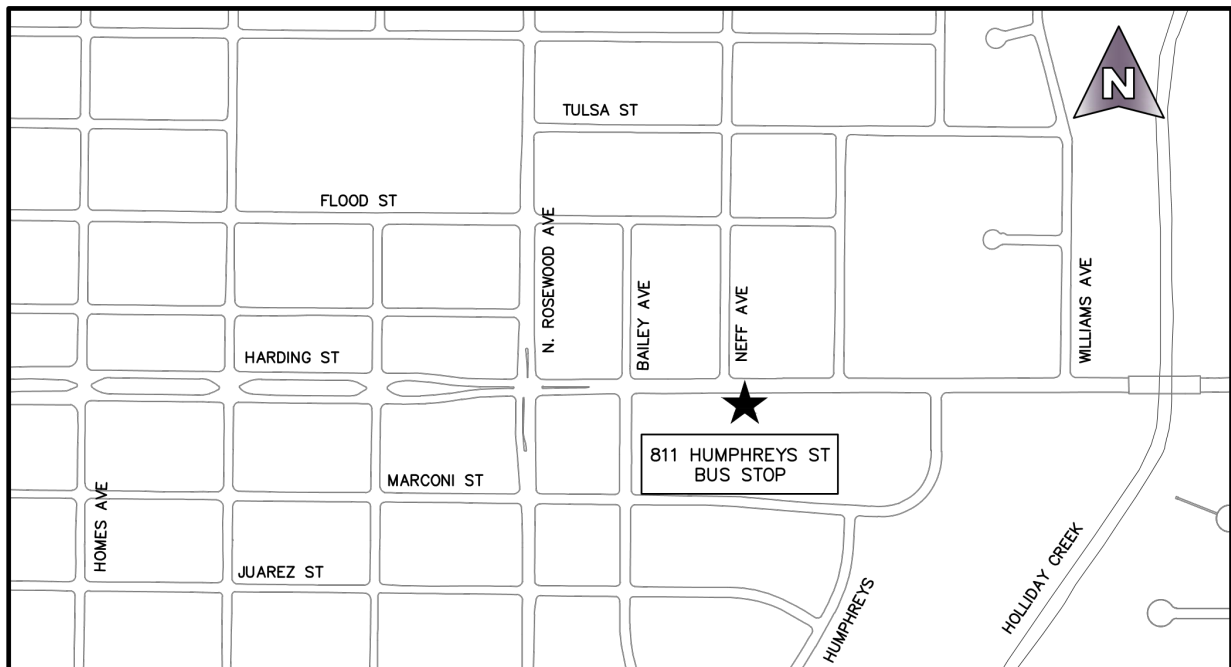 N
TULSA ST
FLOOD ST
N. ROSEWOOD AVE
BAILEY AVE
NEFF AVE
WILLIAMS AVE
HARDING ST
811 HUMPHREYS ST
BUS STOP
MARCONI ST
HOMES AVE
JUAREZ ST
HUMPHREYS
HOLLIDAY CREEK